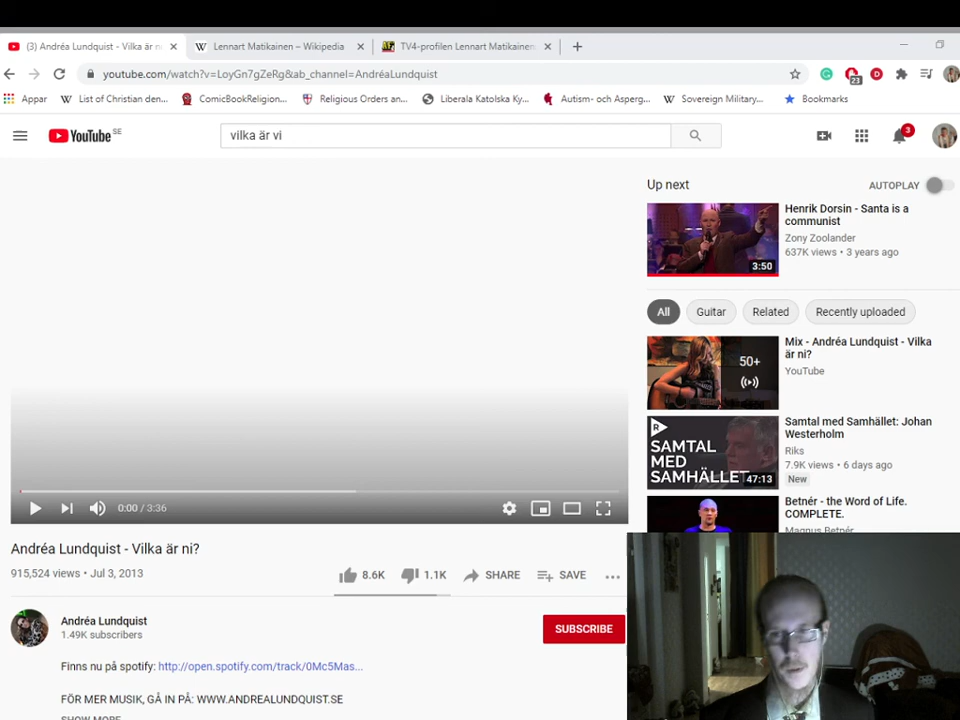 (3) Andréa Lundquist - Vilka är n
Lennart Matikainen – Wikipedia
TV4-profilen Lennart Matikainen
youtube.com/watch?v=LoyGn7gZeRg&ab_channel=AndréaLundquist
23
Appar
List of Christian den...
ComicBookReligion...
Religious Orders an...
Liberala Katolska Ky...
Autism- och Asperg...
Sovereign Military...
Bookmarks
YouTube SE
vilka är vi
3
Up next
AUTOPLAY
Henrik Dorsin - Santa is a
communist
Zony Zoolander
637K views • 3 years ago
3:50
All
Guitar
Related
Recently uploaded
Mix - Andréa Lundquist - Vilka
är ni?
YouTube
50+
Samtal med Samhället: Johan
Westerholm
Riks
7.9K views • 6 days ago
New
R
SAMTAL
MED
SAMHÄLLET
47:13
Betnér - the Word of Life.
COMPLETE.
Magnus Betnér
0:00 / 3:36
Andréa Lundquist - Vilka är ni?
915,524 views • Jul 3, 2013
8.6K
1.1K
SHARE
SAVE
Andréa Lundquist
1.49K subscribers
SUBSCRIBE
Finns nu på spotify: http://open.spotify.com/track/0Mc5Mas...
FÖR MER MUSIK, GÅ IN PÅ: WWW.ANDREALUNDQUIST.SE
SHOW MORE